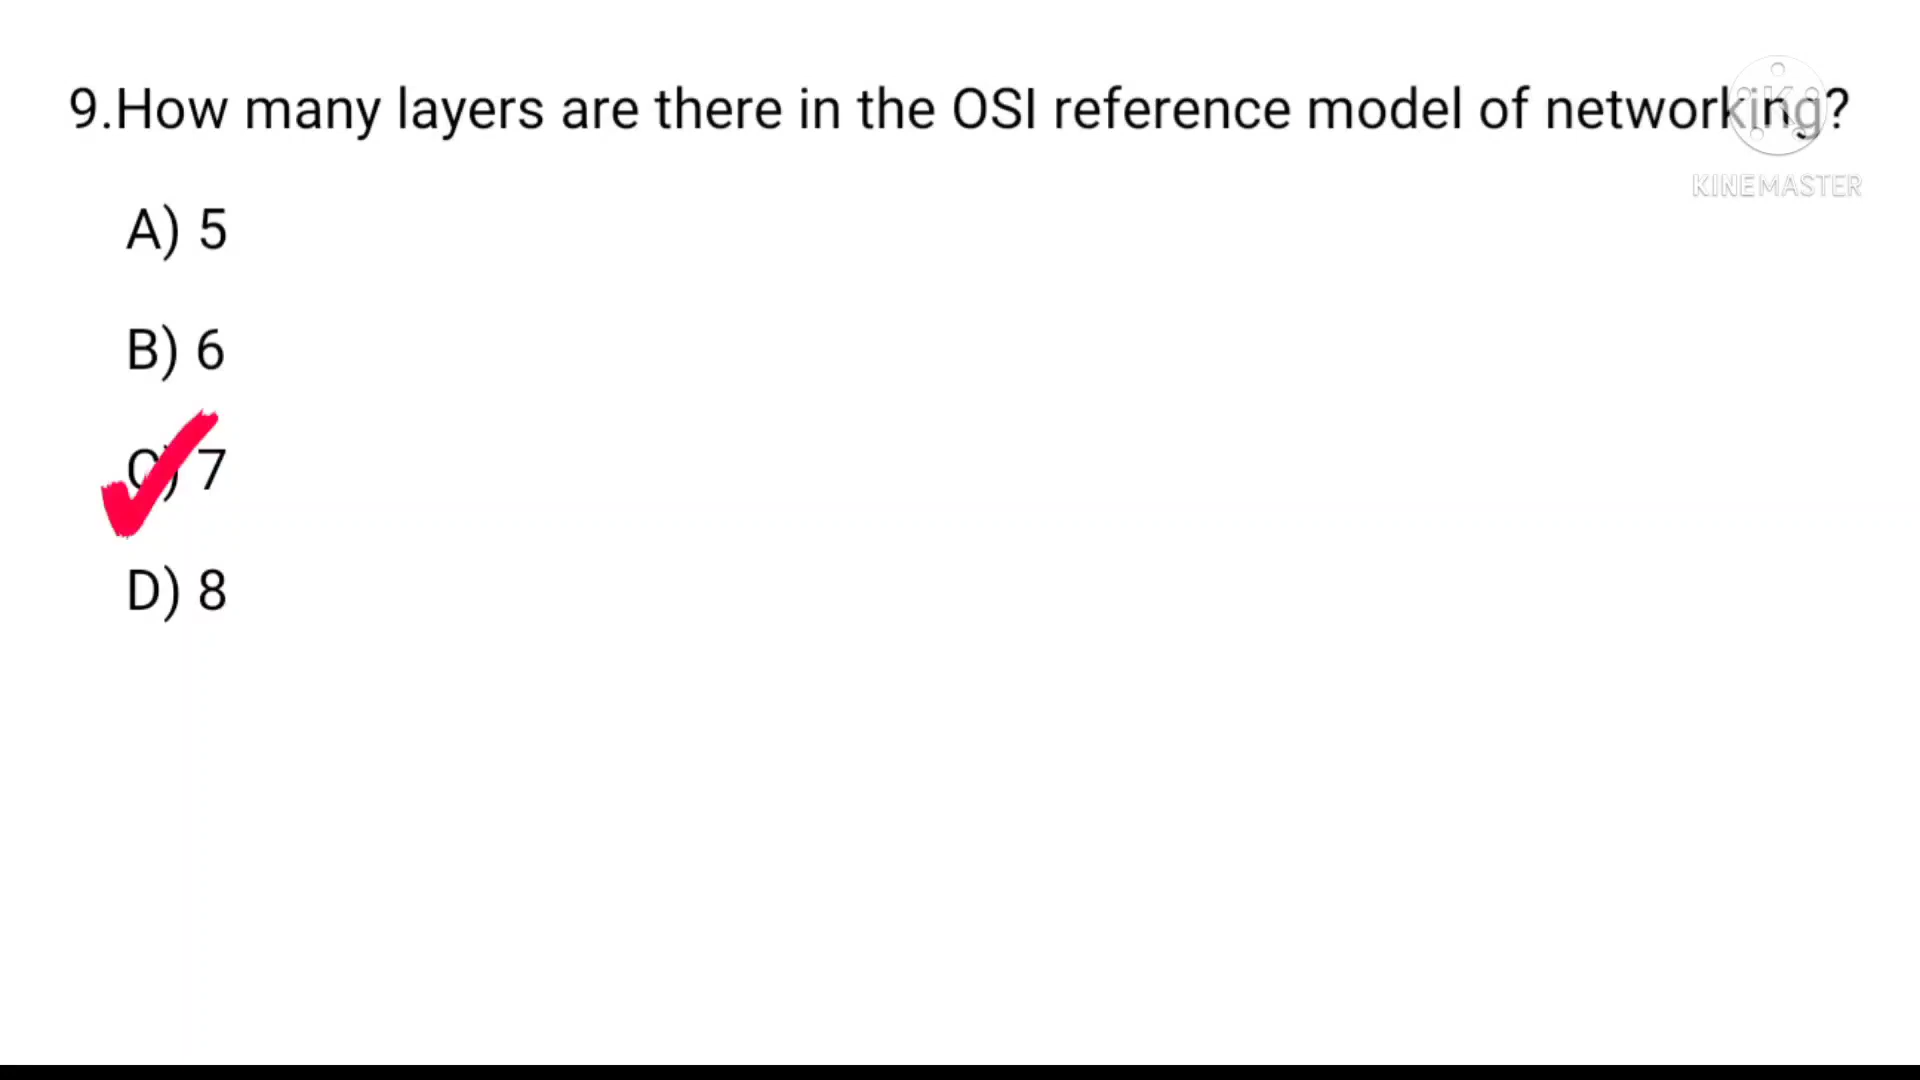 9.How many layers are there in the OSI reference model of networking?
KINEMASTER
A) 5
B) 6
C) 7
D) 8